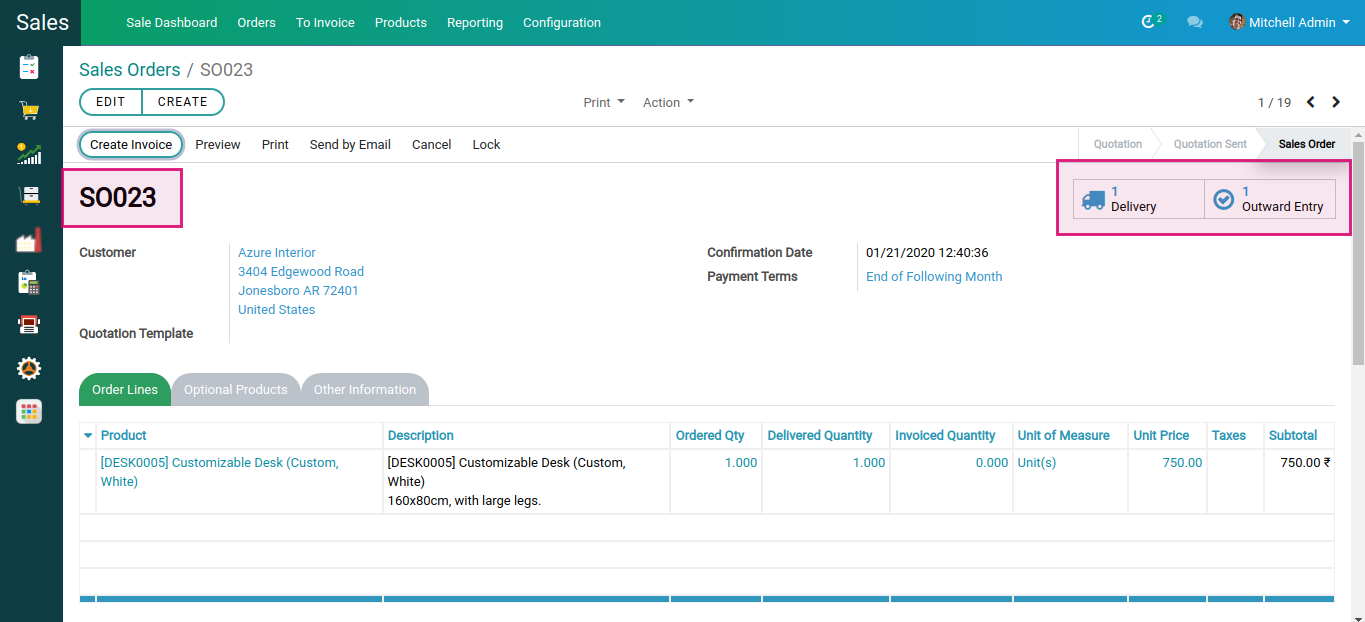 Sales
Sale Dashboard Orders To Invoice Products Reporting Configuration
2
Mitchell Admin
Sales Orders / SO023
EDIT CREATE
Print Action
1 / 19
Create Invoice Preview Print Send by Email Cancel Lock
Quotation Quotation Sent Sales Order
SO023
1
Delivery
1
Outward Entry
Customer
Azure Interior
3404 Edgewood Road
Jonesboro AR 72401
United States
Quotation Template
Confirmation Date 01/21/2020 12:40:36
Payment Terms End of Following Month
Order Lines Optional Products Other Information
Product Description Ordered Qty Delivered Quantity Invoiced Quantity Unit of Measure Unit Price Taxes Subtotal
[DESK0005] Customizable Desk (Custom,
White)
[DESK0005] Customizable Desk (Custom,
White)
160x80cm, with large legs.
1.000 1.000 0.000 Unit(s) 750.00 750.00 ₹